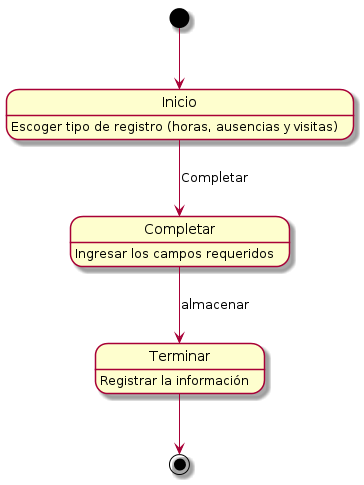 Inicio
Escoger tipo de registro (horas, ausencias y visitas)
Completar
Completar
Ingresar los campos requeridos
almacenar
Terminar
Registrar la información